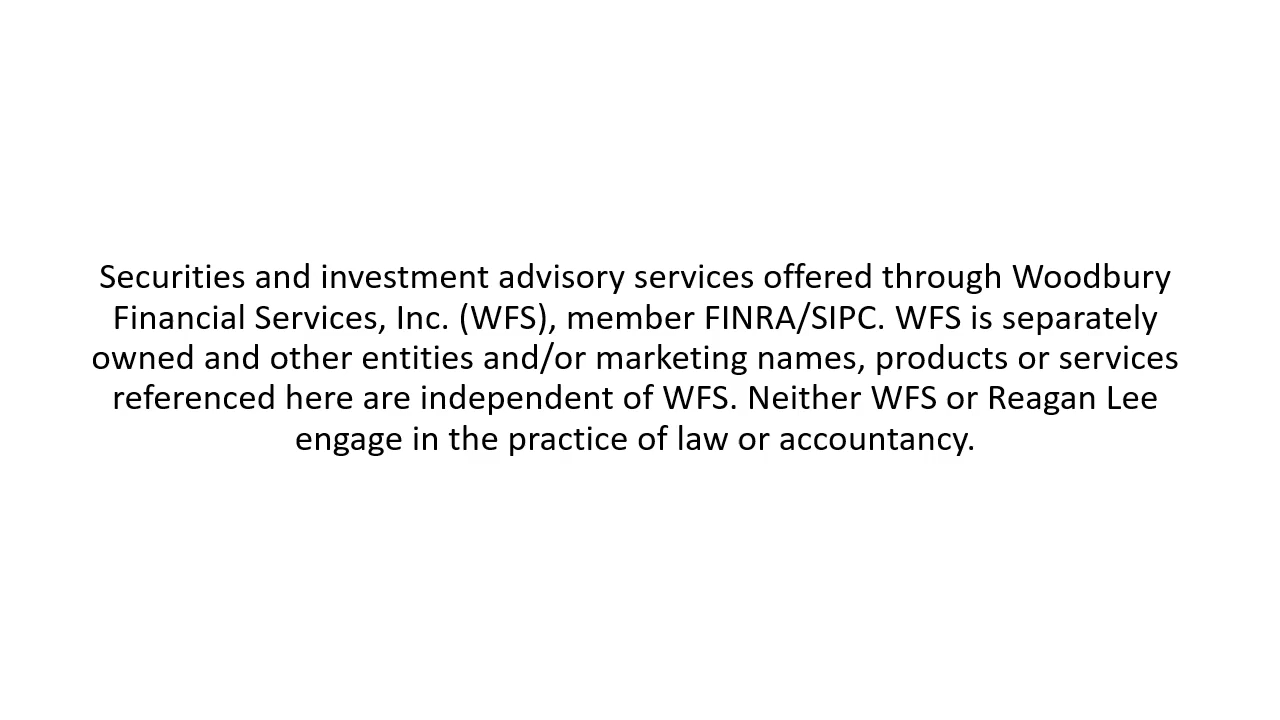 Securities and investment advisory services offered through Woodbury
Financial Services, Inc. (WFS), member FINRA/SIPC. WFS is separately
owned and other entities and/or marketing names, products or services
referenced here are independent of WFS. Neither WFS or Reagan Lee
engage in the practice of law or accountancy.